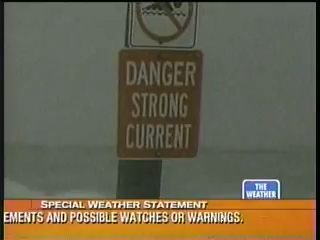 DANGER
STRONG
CURRENT
THE
WEATHER
SPECIAL WEATHER STATEMENT
EMENTS AND POSSIBLE WATCHES OR WARNINGS.